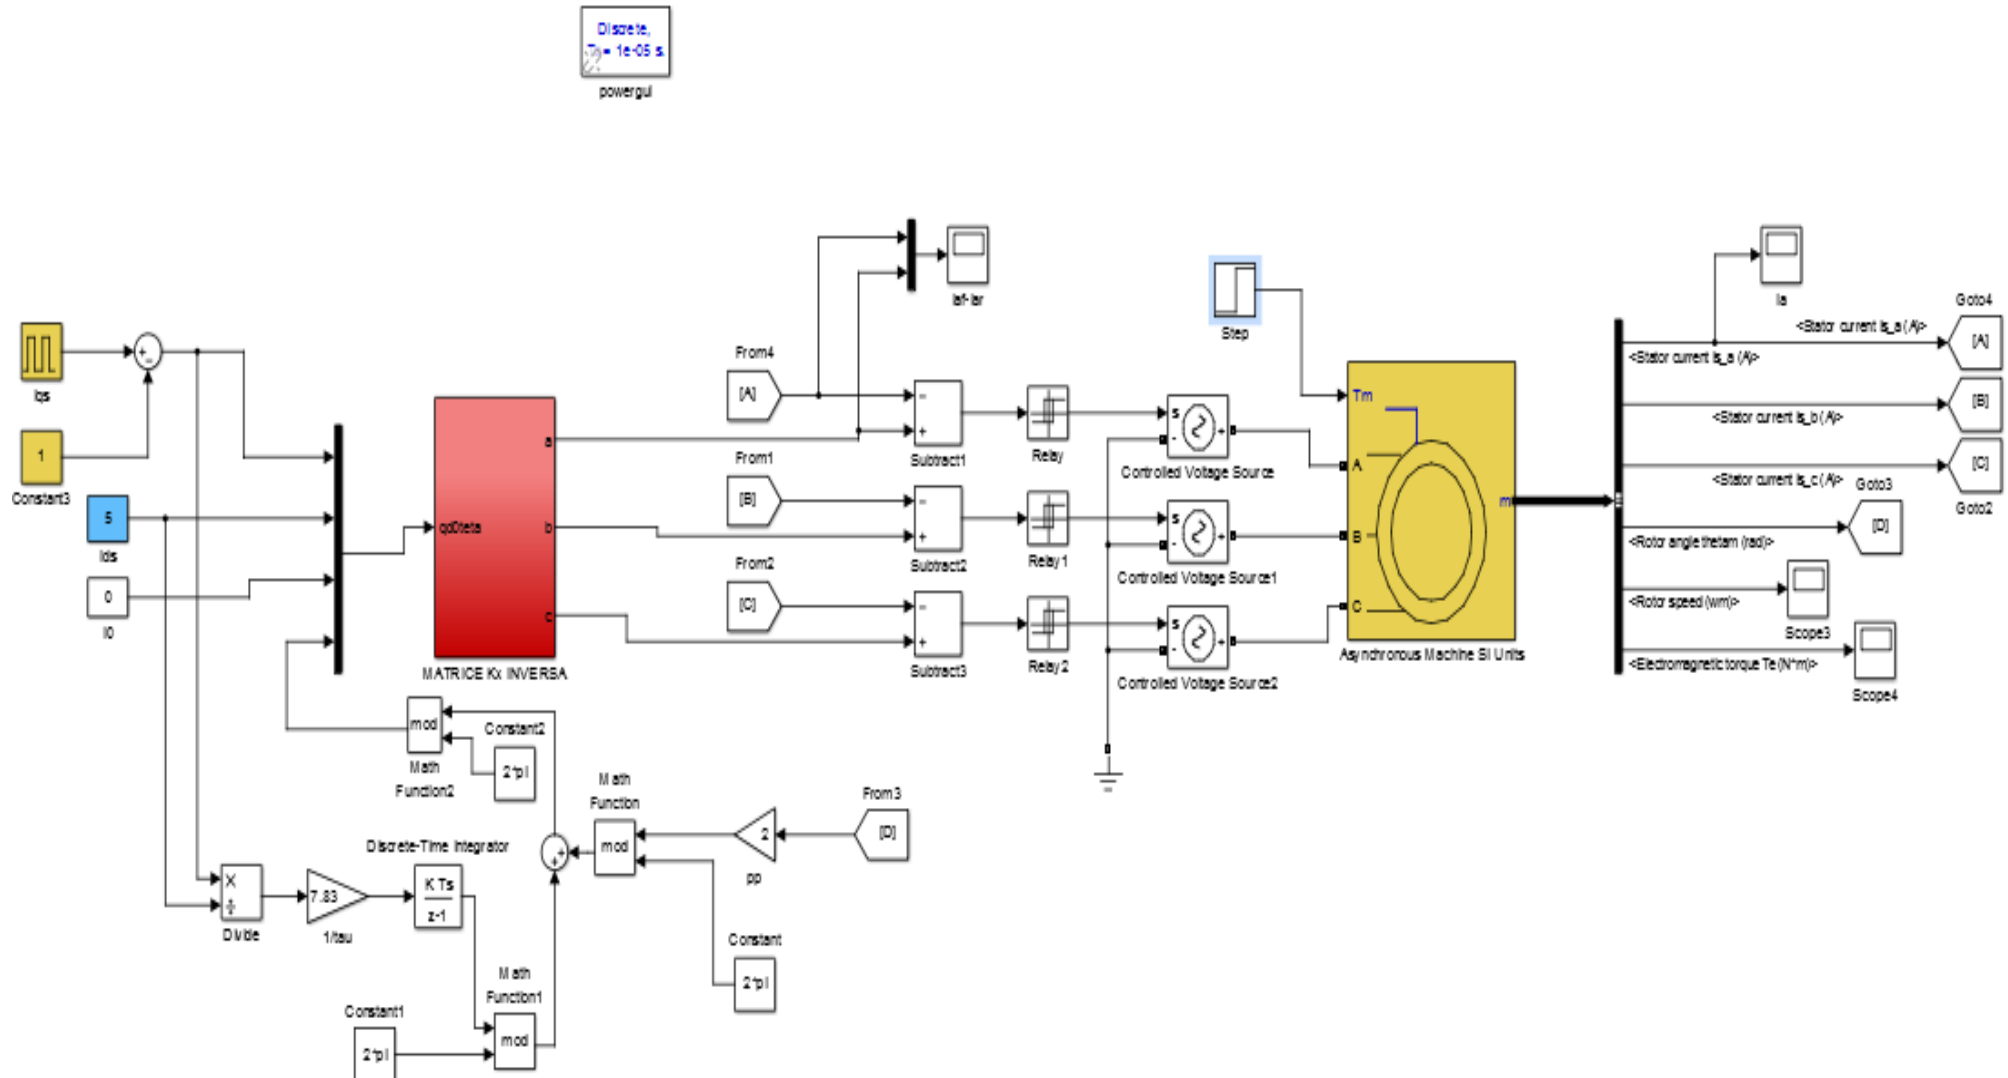 Discrete,
Ts = 1e-05 s.
powergui
Iaf-Iar
Ia
Goto4
<Stator current is_a (A)>
[A]
<Stator current is_a (A)>
Step
Iqs
From4
[A]
Tm
[B]
<Stator current is_b (A)>
1
Constant3
a
Subtract1
Relay
Controlled Voltage Source
s
-
+
A
[C]
<Stator current is_c (A)>
Goto3
Goto2
From1
[B]
5
Ids
qd0teta
b
Subtract2
Relay1
Controlled Voltage Source1
s
-
+
B
m
[D]
<Rotor angle thetam (rad)>
From2
[C]
0
I0
c
Subtract3
Relay2
Controlled Voltage Source2
s
-
+
C
<Rotor speed (wm)>
Scope3
MATRICE Kx INVERSA
Asynchronous Machine SI Units
<Electromagnetic torque Te (N*m)>
Scope4
mod
Math
Function2
Constant2
2*pi
Math
Function
mod
2
pp
From3
[D]
Discrete-Time Integrator
Divide
7.83
1/tau
K Ts
z-1
Constant
2*pi
Math
Function1
mod
Constant1
2*pi